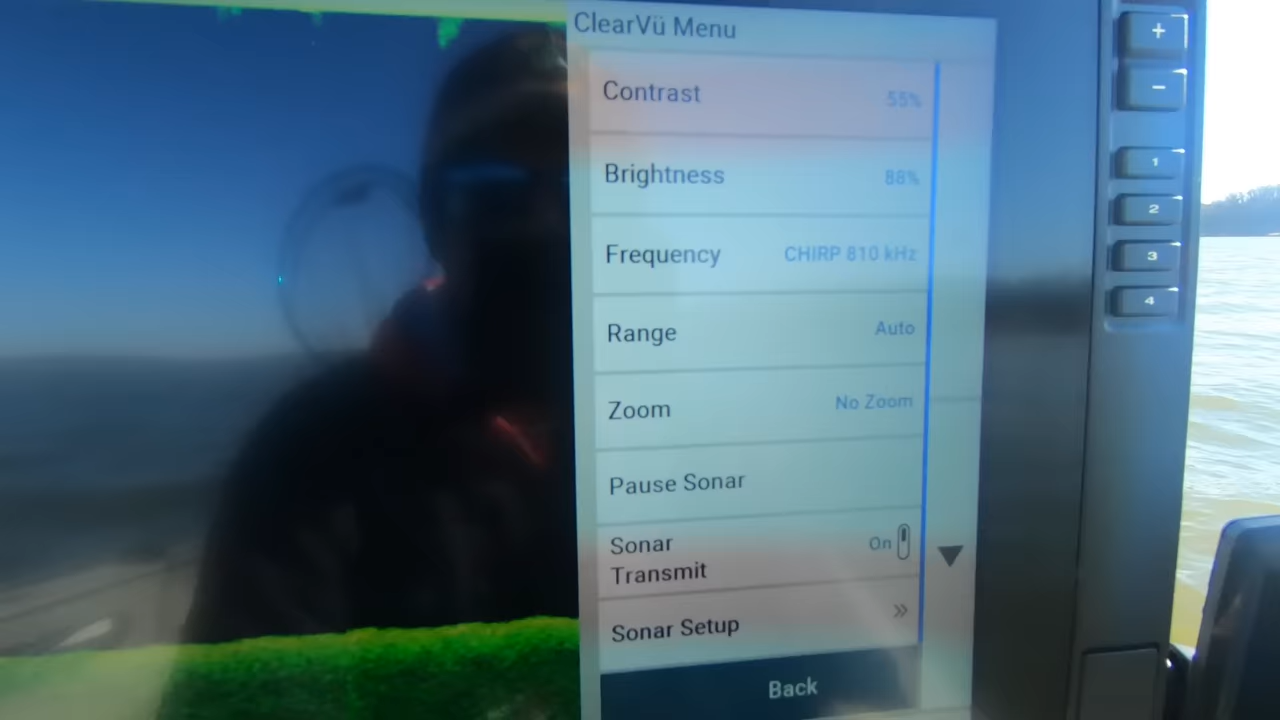 ClearVü Menu
Contrast 55%
Brightness 88%
Frequency CHIRP 810 kHz
Range Auto
Zoom No Zoom
Pause Sonar
Sonar Transmit On
Sonar Setup »
Back
+
−
1
2
3
4